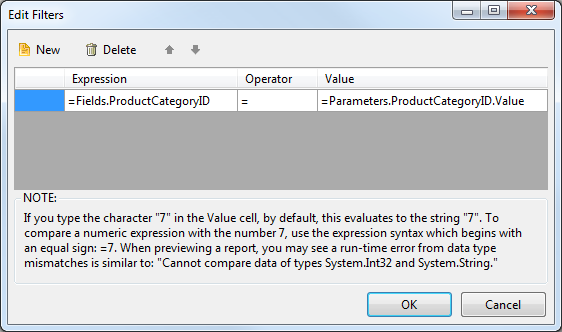 Edit Filters
New Delete
Expression Operator Value
=Fields.ProductCategoryID = =Parameters.ProductCategoryID.Value
NOTE:
If you type the character "7" in the Value cell, by default, this evaluates to the string "7". To
compare a numeric expression with the number 7, use the expression syntax which begins with
an equal sign: =7. When previewing a report, you may see a run-time error from data type
mismatches is similar to: "Cannot compare data of types System.Int32 and System.String."
OK Cancel